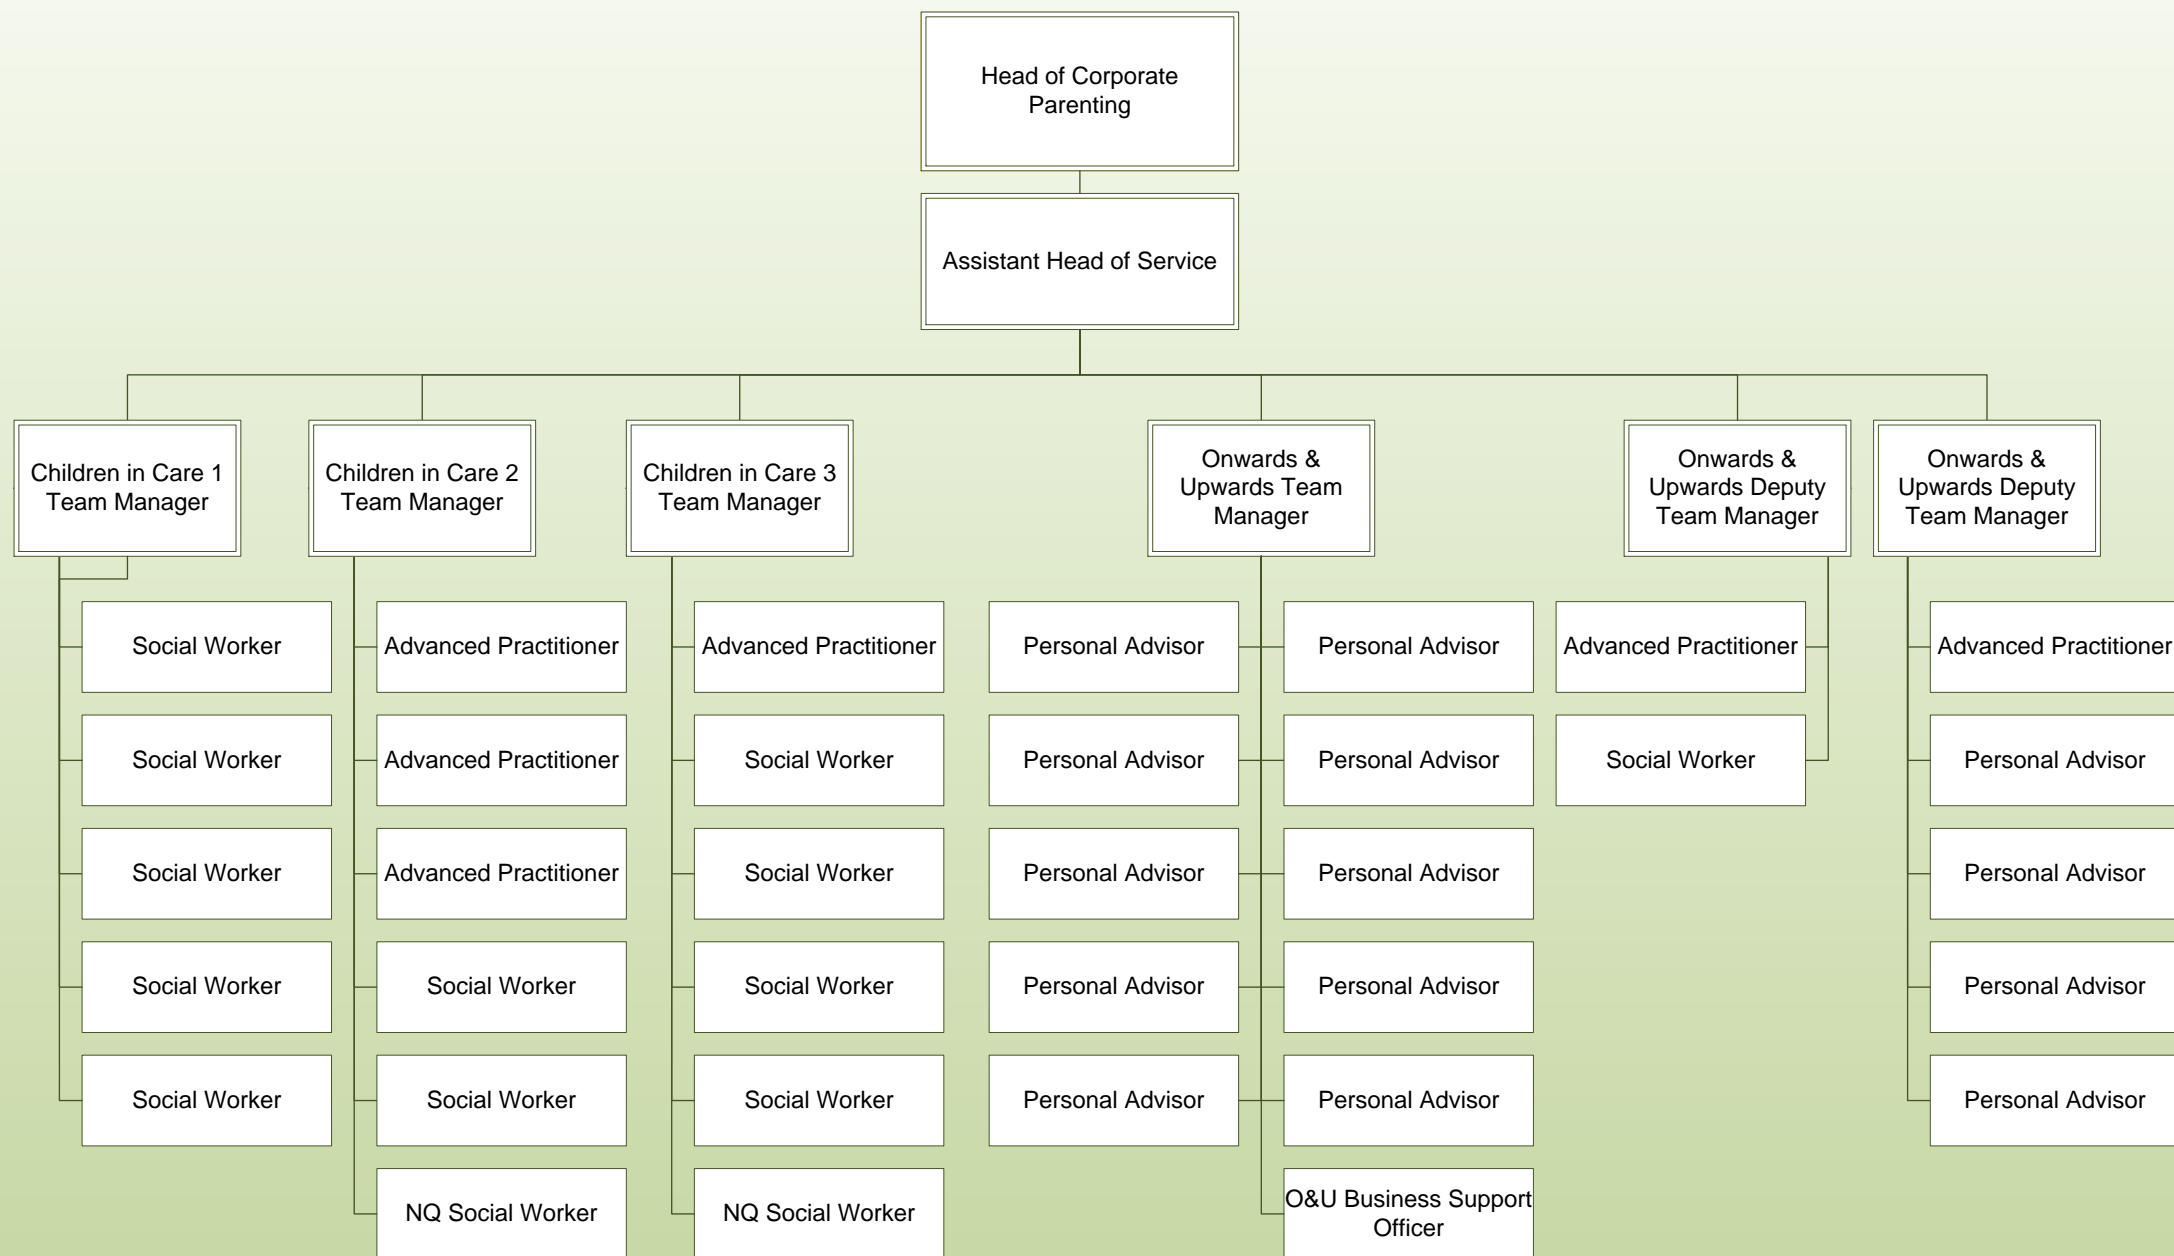 Head of Corporate
Parenting
Assistant Head of Service
Children in Care 1
Team Manager
Children in Care 2
Team Manager
Children in Care 3
Team Manager
Onwards &
Upwards Team
Manager
Onwards &
Upwards Deputy
Team Manager
Onwards &
Upwards Deputy
Team Manager
Social Worker
Advanced Practitioner
Advanced Practitioner
Personal Advisor
Personal Advisor
Advanced Practitioner
Advanced Practitioner
Social Worker
Advanced Practitioner
Social Worker
Personal Advisor
Personal Advisor
Social Worker
Personal Advisor
Social Worker
Advanced Practitioner
Social Worker
Personal Advisor
Personal Advisor
Personal Advisor
Social Worker
Social Worker
Social Worker
Personal Advisor
Personal Advisor
Personal Advisor
Social Worker
Social Worker
Social Worker
Personal Advisor
Personal Advisor
Personal Advisor
NQ Social Worker
NQ Social Worker
O&U Business Support
Officer